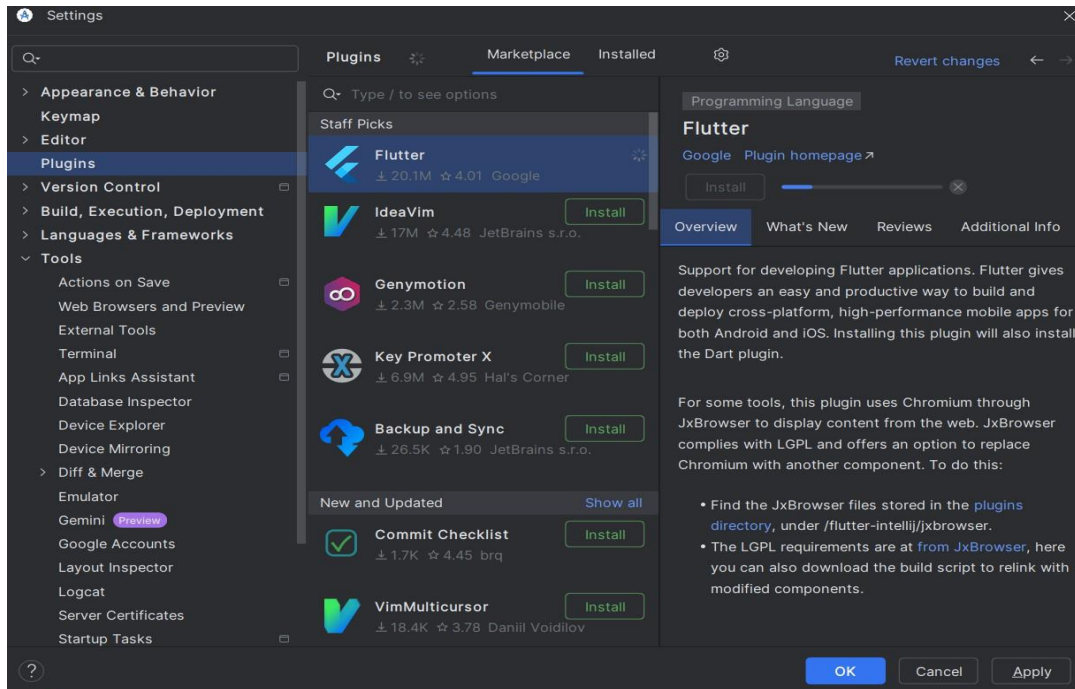 Settings
Appearance & Behavior
Keymap
Editor
Plugins
Version Control
Build, Execution, Deployment
Languages & Frameworks
Tools
Actions on Save
Web Browsers and Preview
External Tools
Terminal
App Links Assistant
Database Inspector
Device Explorer
Device Mirroring
Diff & Merge
Emulator
Gemini Preview
Google Accounts
Layout Inspector
Logcat
Server Certificates
Startup Tasks
?
Plugins Marketplace Installed
Type / to see options
Staff Picks
Flutter
20.1M ☆ 4.01 Google
IdeaVim Install
17M ☆ 4.48 JetBrains s.r.o.
Genymotion Install
2.3M ☆ 2.58 Genymobile
Key Promoter X Install
6.9M ☆ 4.95 Hal's Corner
Backup and Sync Install
26.5K ☆ 1.90 JetBrains s.r.o.
New and Updated Show all
Commit Checklist Install
1.7K ☆ 4.45 brq
VimMulticursor Install
18.4K ☆ 3.78 Daniil Voidilov
Revert changes
Programming Language
Flutter
Google Plugin homepage
Install
Overview What's New Reviews Additional Info
Support for developing Flutter applications. Flutter gives
developers an easy and productive way to build and
deploy cross-platform, high-performance mobile apps for
both Android and iOS. Installing this plugin will also install
the Dart plugin.
For some tools, this plugin uses Chromium through
JxBrowser to display content from the web. JxBrowser
complies with LGPL and offers an option to replace
Chromium with another component. To do this:
• Find the JxBrowser files stored in the plugins
directory, under /flutter-intellij/jxbrowser.
• The LGPL requirements are at from JxBrowser, here
you can also download the build script to relink with
modified components.
OK Cancel Apply